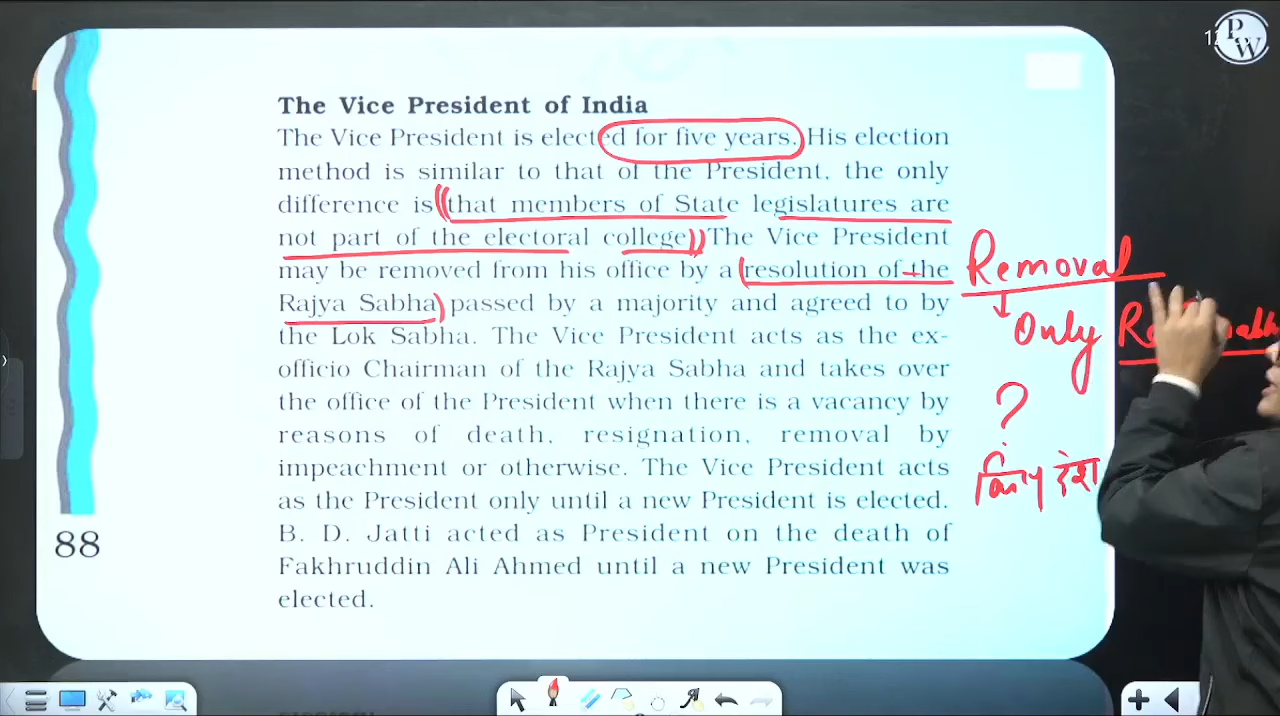 PW
The Vice President of India
The Vice President is elected for five years. His election
method is similar to that of the President, the only
difference is that members of State legislatures are
not part of the electoral college. The Vice President
may be removed from his office by a resolution of the
Rajya Sabha passed by a majority and agreed to by
the Lok Sabha. The Vice President acts as the ex-
officio Chairman of the Rajya Sabha and takes over
the office of the President when there is a vacancy by
reasons of death, resignation, removal by
impeachment or otherwise. The Vice President acts
as the President only until a new President is elected.
B. D. Jatti acted as President on the death of
Fakhruddin Ali Ahmed until a new President was
elected.
88
Removal
Only
?